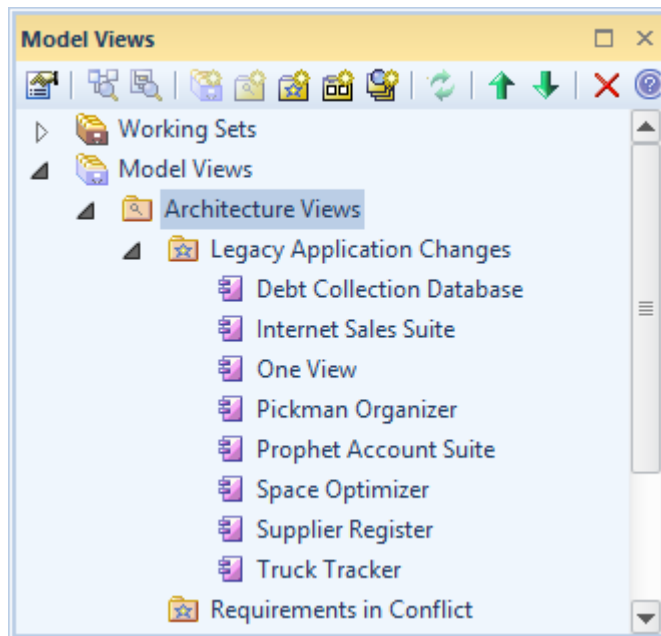 Model Views
Working Sets
Model Views
Architecture Views
Legacy Application Changes
Debt Collection Database
Internet Sales Suite
One View
Pickman Organizer
Prophet Account Suite
Space Optimizer
Supplier Register
Truck Tracker
Requirements in Conflict